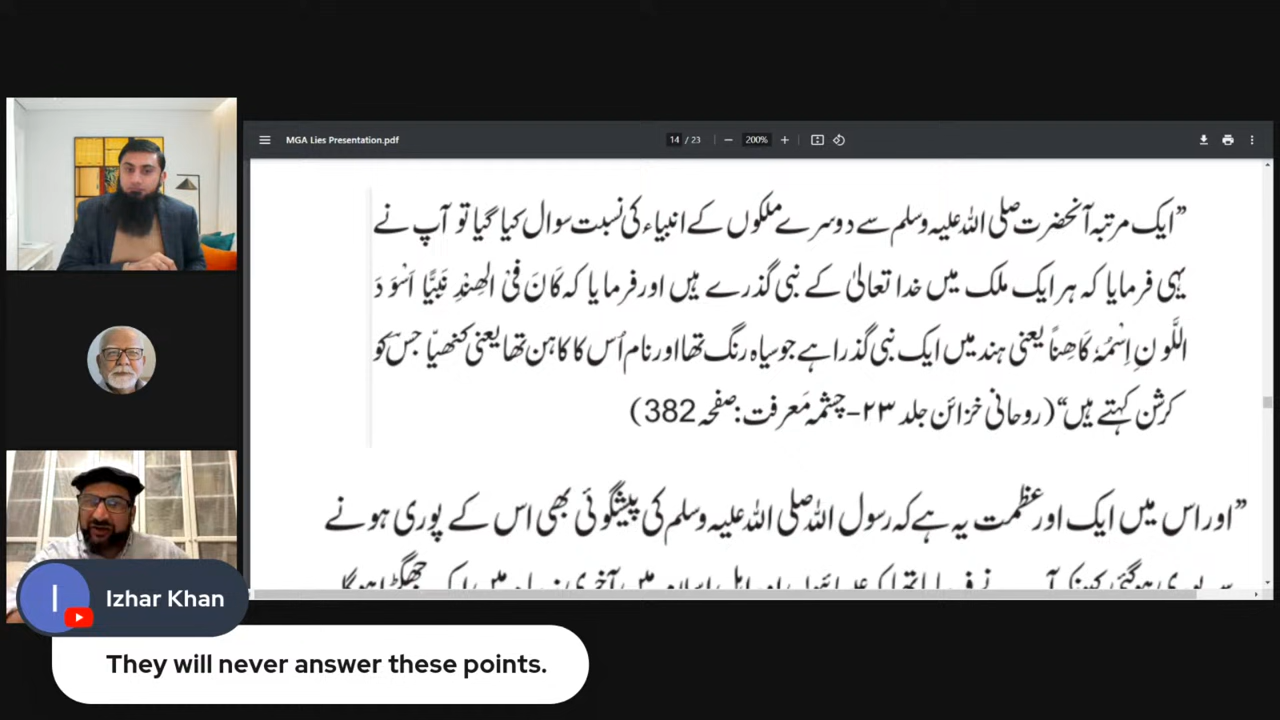 MGA Lies Presentation.pdf
14 / 23
200%
”ایک مرتبہ آنحضرت صلی اللہ علیہ وسلم سے دوسرے ملکوں کے انبیاء کی نسبت سوال کیا گیا تو آپ نے
یہی فرمایا کہ ہر ایک ملک میں خدا تعالیٰ کے نبی گذرے ہیں اور فرمایا کہ کَانَ فِیْ الْھِنْدِ نَبِیًّا اَسْوَدَ
اللَّونِ اِسْمُہٗ کَاھِناً یعنی ہند میں ایک نبی گذرا ہے جو سیاہ رنگ تھا اور نام اُس کا کاہن تھا یعنی کنھیّا جس کو
کرشن کہتے ہیں“ (روحانی خزائن جلد ۲۳ – چشمہ مَعرفت: صفحہ 382)
”اور اس میں ایک اور عظمت یہ ہے کہ رسول اللہ صلی اللہ علیہ وسلم کی پیشگوئی بھی اس کے پوری ہونے
I
Izhar Khan
They will never answer these points.